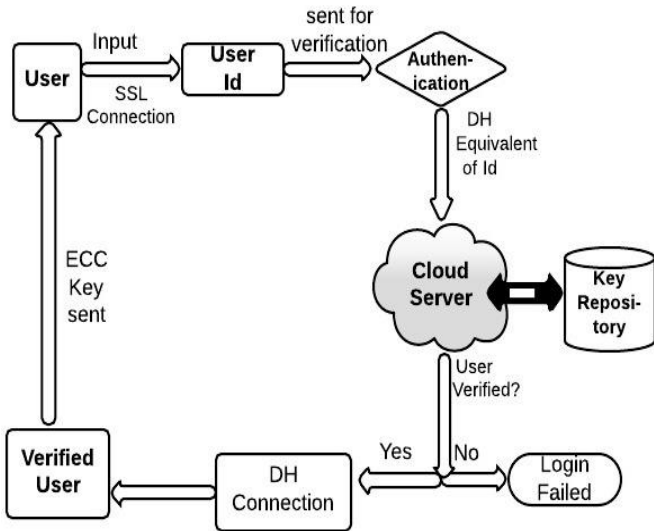 User
Input
SSL
Connection
User
Id
sent for
verification
Authen-
ication
DH
Equivalent
of Id
Cloud
Server
Key
Reposi-
tory
User
Verified?
Yes
No
Login
Failed
DH
Connection
Verified
User
ECC
Key
sent